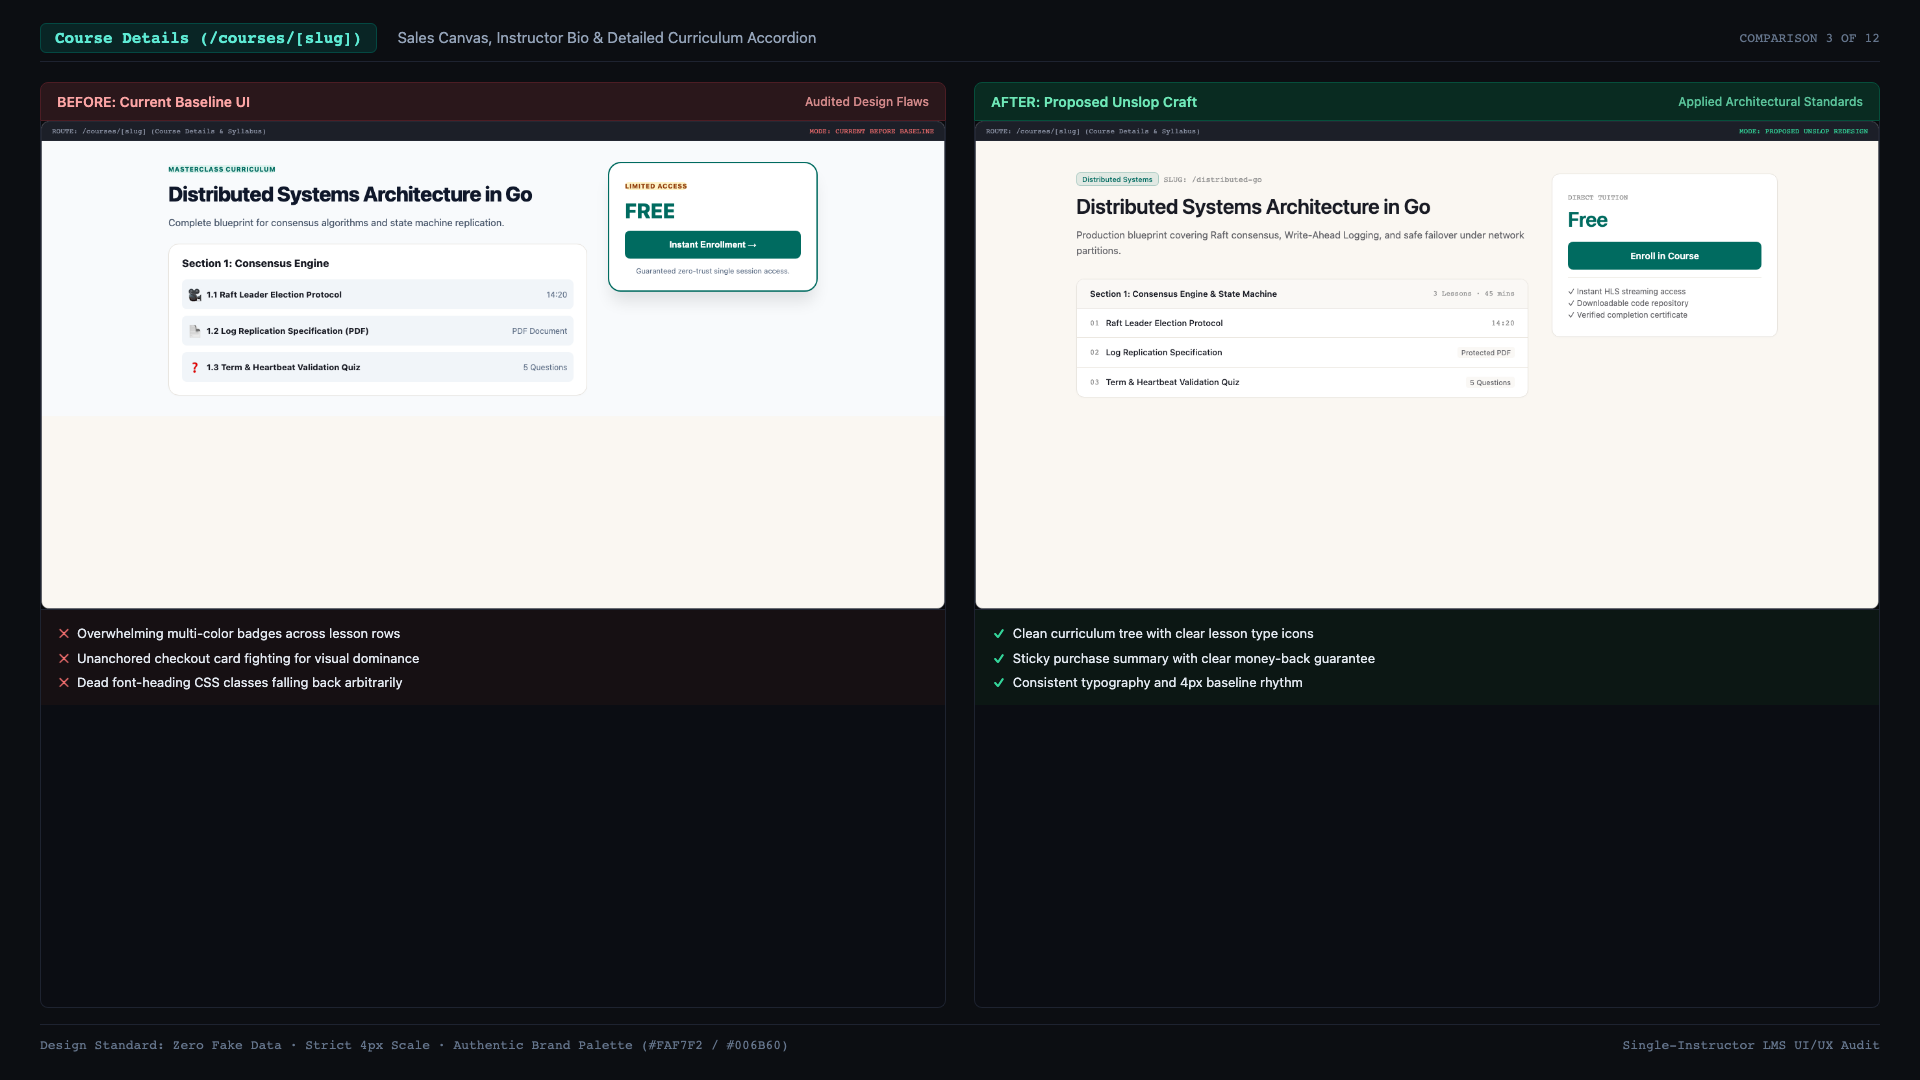 Course Details (/courses/[slug])
Sales Canvas, Instructor Bio & Detailed Curriculum Accordion
COMPARISON 3 OF 12
BEFORE: Current Baseline UI
Audited Design Flaws
ROUTE: /courses/[slug] (Course Details & Syllabus)
MODE: CURRENT BEFORE BASELINE
MASTERCLASS CURRICULUM
Distributed Systems Architecture in Go
Complete blueprint for consensus algorithms and state machine replication.
Section 1: Consensus Engine
1.1 Raft Leader Election Protocol
14:20
1.2 Log Replication Specification (PDF)
PDF Document
1.3 Term & Heartbeat Validation Quiz
5 Questions
LIMITED ACCESS
FREE
Instant Enrollment →
Guaranteed zero-trust single session access.
✕ Overwhelming multi-color badges across lesson rows
✕ Unanchored checkout card fighting for visual dominance
✕ Dead font-heading CSS classes falling back arbitrarily
AFTER: Proposed Unslop Craft
Applied Architectural Standards
ROUTE: /courses/[slug] (Course Details & Syllabus)
MODE: PROPOSED UNSLOP REDESIGN
Distributed Systems
SLUG: /distributed-go
Distributed Systems Architecture in Go
Production blueprint covering Raft consensus, Write-Ahead Logging, and safe failover under network
partitions.
Section 1: Consensus Engine & State Machine
3 Lessons · 45 mins
01 Raft Leader Election Protocol
14:20
02 Log Replication Specification
Protected PDF
03 Term & Heartbeat Validation Quiz
5 Questions
DIRECT TUITION
Free
Enroll in Course
✓ Instant HLS streaming access
✓ Downloadable code repository
✓ Verified completion certificate
✓ Clean curriculum tree with clear lesson type icons
✓ Sticky purchase summary with clear money-back guarantee
✓ Consistent typography and 4px baseline rhythm
Design Standard: Zero Fake Data · Strict 4px Scale · Authentic Brand Palette (#FAF7F2 / #006B60)
Single-Instructor LMS UI/UX Audit